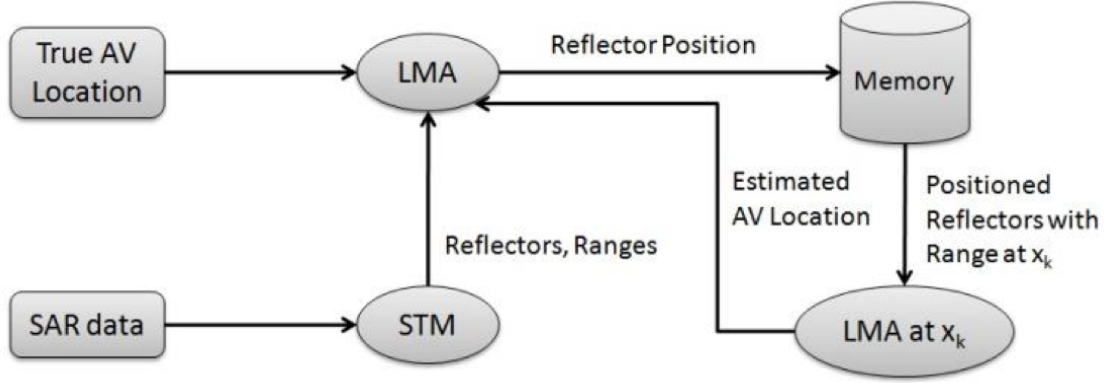 True AV
Location
LMA
Reflector Position
Memory
Estimated
AV Location
Positioned
Reflectors with
Range at xₖ
Reflectors, Ranges
SAR data
STM
LMA at xₖ